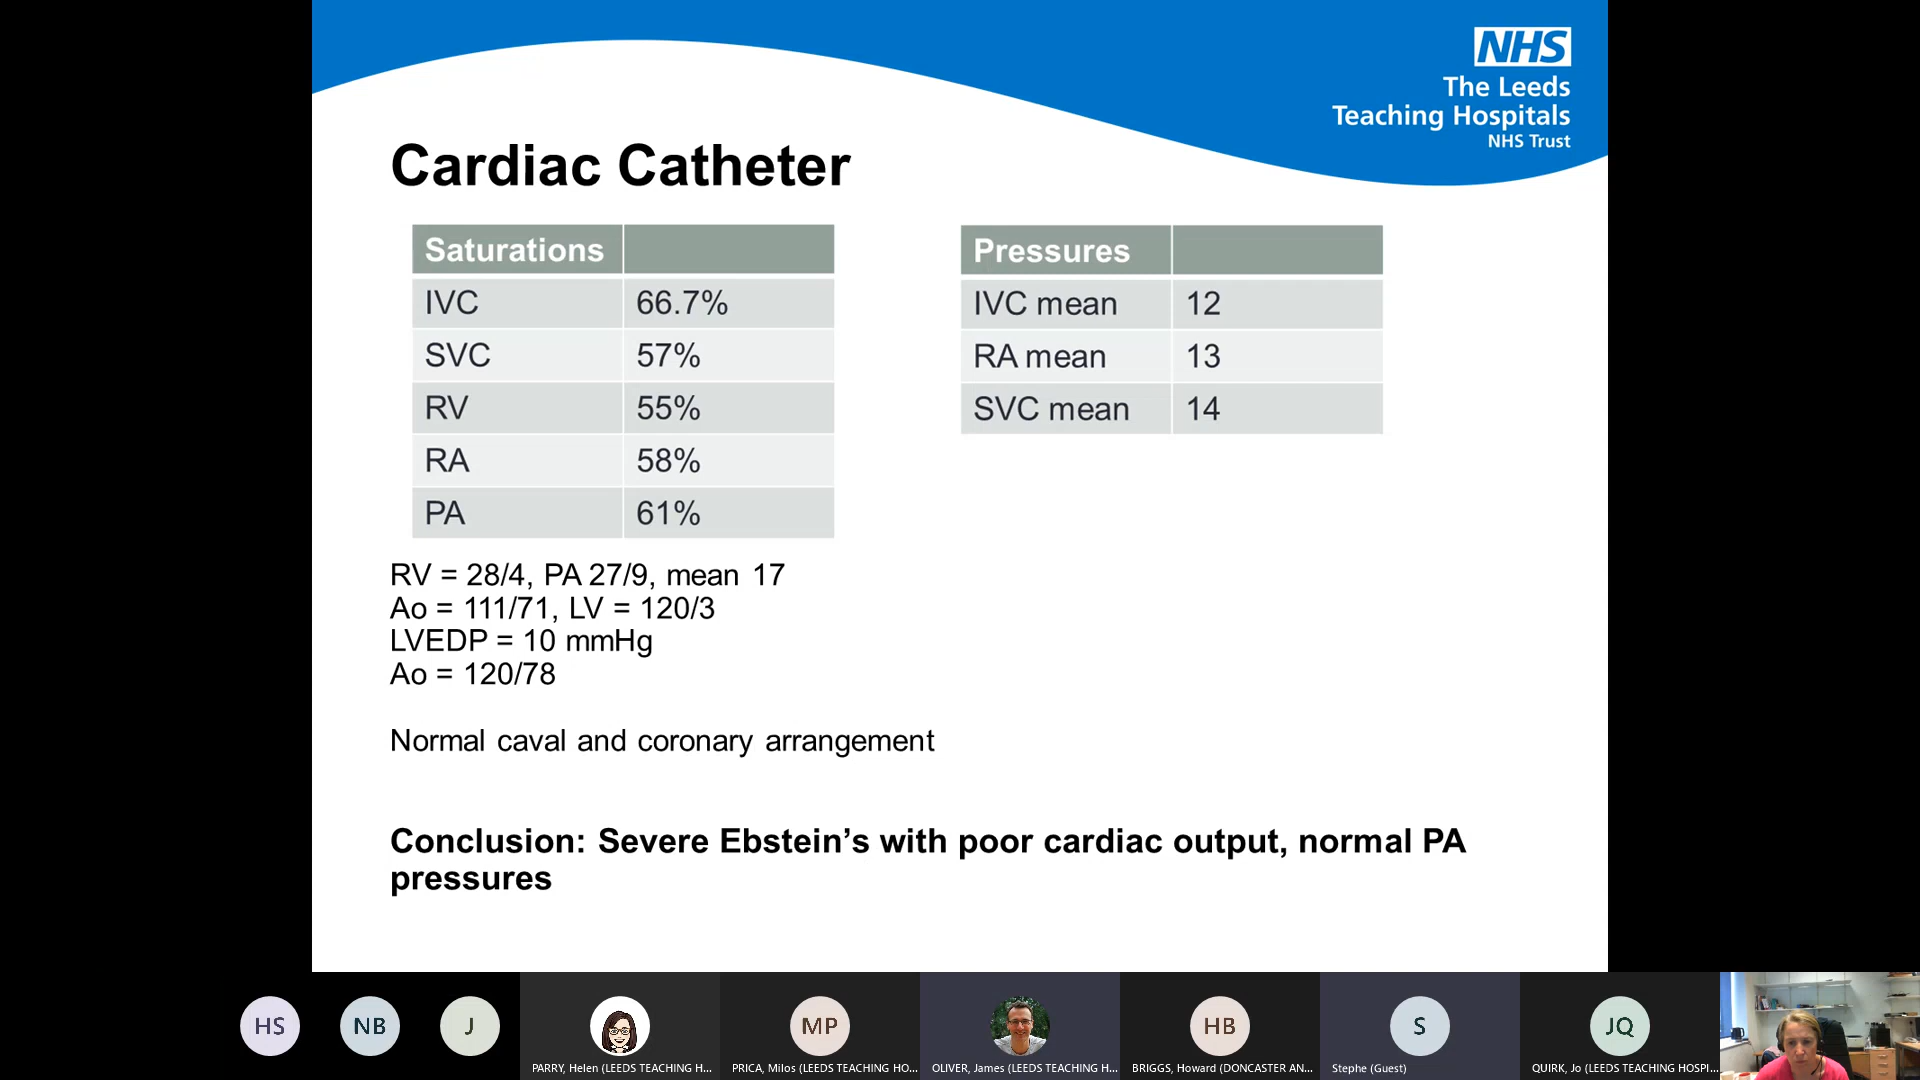 NHS
The Leeds
Teaching Hospitals
NHS Trust
Cardiac Catheter
Saturations
IVC 66.7%
SVC 57%
RV 55%
RA 58%
PA 61%
Pressures
IVC mean 12
RA mean 13
SVC mean 14
RV = 28/4, PA 27/9, mean 17
Ao = 111/71, LV = 120/3
LVEDP = 10 mmHg
Ao = 120/78
Normal caval and coronary arrangement
Conclusion: Severe Ebstein’s with poor cardiac output, normal PA
pressures
HS
NB
J
MP
HB
S
JQ
PARRY, Helen (LEEDS TEACHING H...
PRICA, Milos (LEEDS TEACHING HO...
OLIVER, James (LEEDS TEACHING H...
BRIGGS, Howard (DONCASTER AN...
Stephe (Guest)
QUIRK, Jo (LEEDS TEACHING HOSPI...